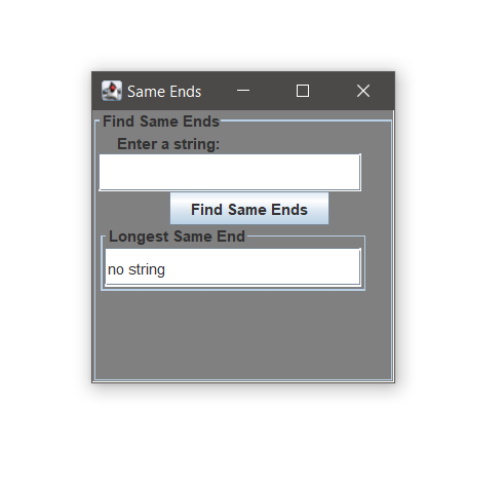 Same Ends
Find Same Ends
Enter a string:
Find Same Ends
Longest Same End
no string